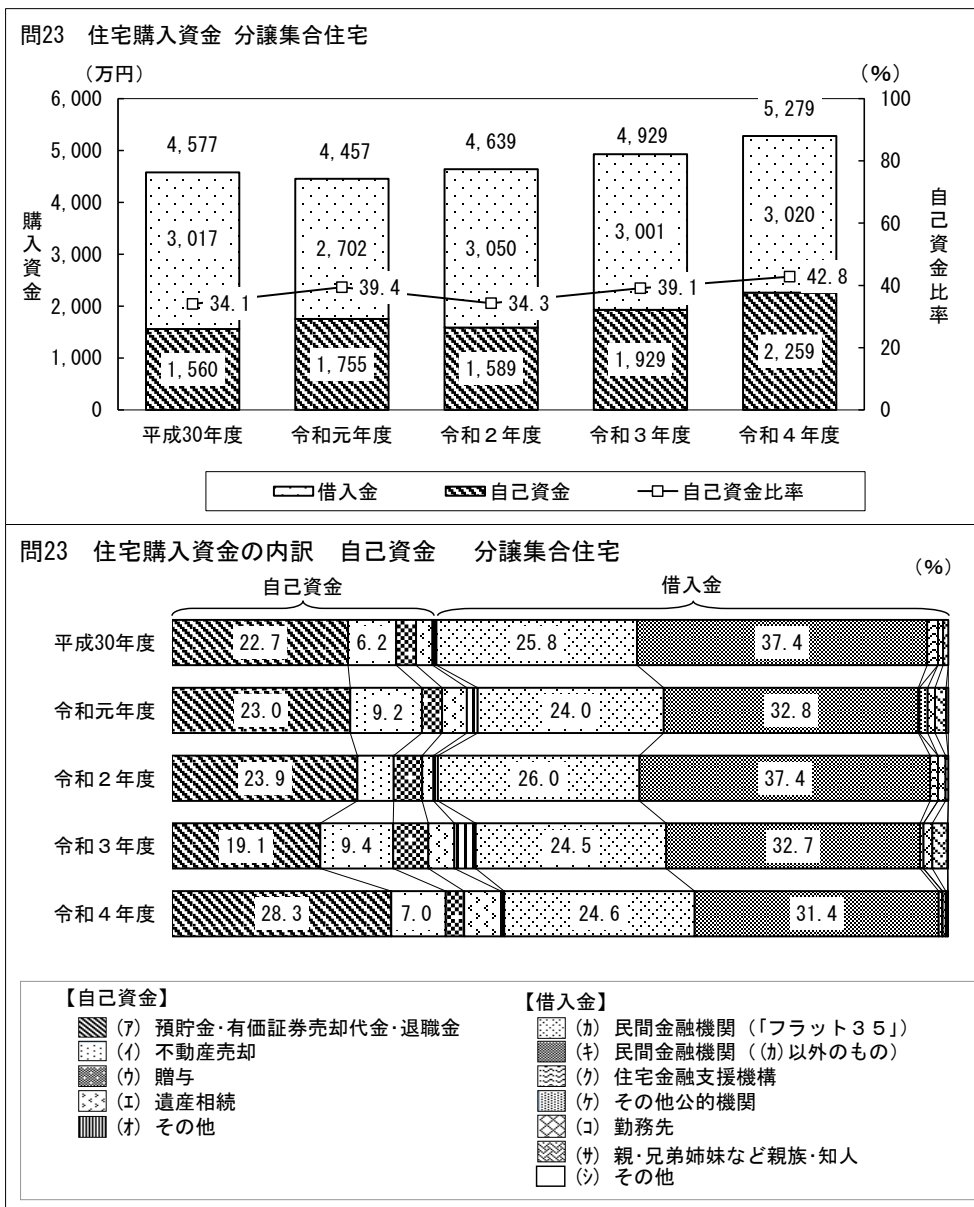 問23　住宅購入資金 分譲集合住宅
（万円）
（%）
6,000
5,000
4,000
3,000
2,000
1,000
0
購入資金
100
80
60
40
20
0
自己資金比率
4,577
4,457
4,639
4,929
5,279
3,017
2,702
3,050
3,001
3,020
34.1
39.4
34.3
39.1
42.8
1,560
1,755
1,589
1,929
2,259
平成30年度
令和元年度
令和２年度
令和３年度
令和４年度
借入金
自己資金
自己資金比率
問23　住宅購入資金の内訳　自己資金　　分譲集合住宅
（%）
自己資金
借入金
平成30年度 22.7 6.2 25.8 37.4
令和元年度 23.0 9.2 24.0 32.8
令和２年度 23.9 26.0 37.4
令和３年度 19.1 9.4 24.5 32.7
令和４年度 28.3 7.0 24.6 31.4
【自己資金】
(ｱ) 預貯金･有価証券売却代金･退職金
(ｲ) 不動産売却
(ｳ) 贈与
(ｴ) 遺産相続
(ｵ) その他
【借入金】
(ｶ) 民間金融機関（｢フラット３５｣）
(ｷ) 民間金融機関（(ｶ)以外のもの）
(ｸ) 住宅金融支援機構
(ｹ) その他公的機関
(ｺ) 勤務先
(ｻ) 親･兄弟姉妹など親族･知人
(ｼ) その他